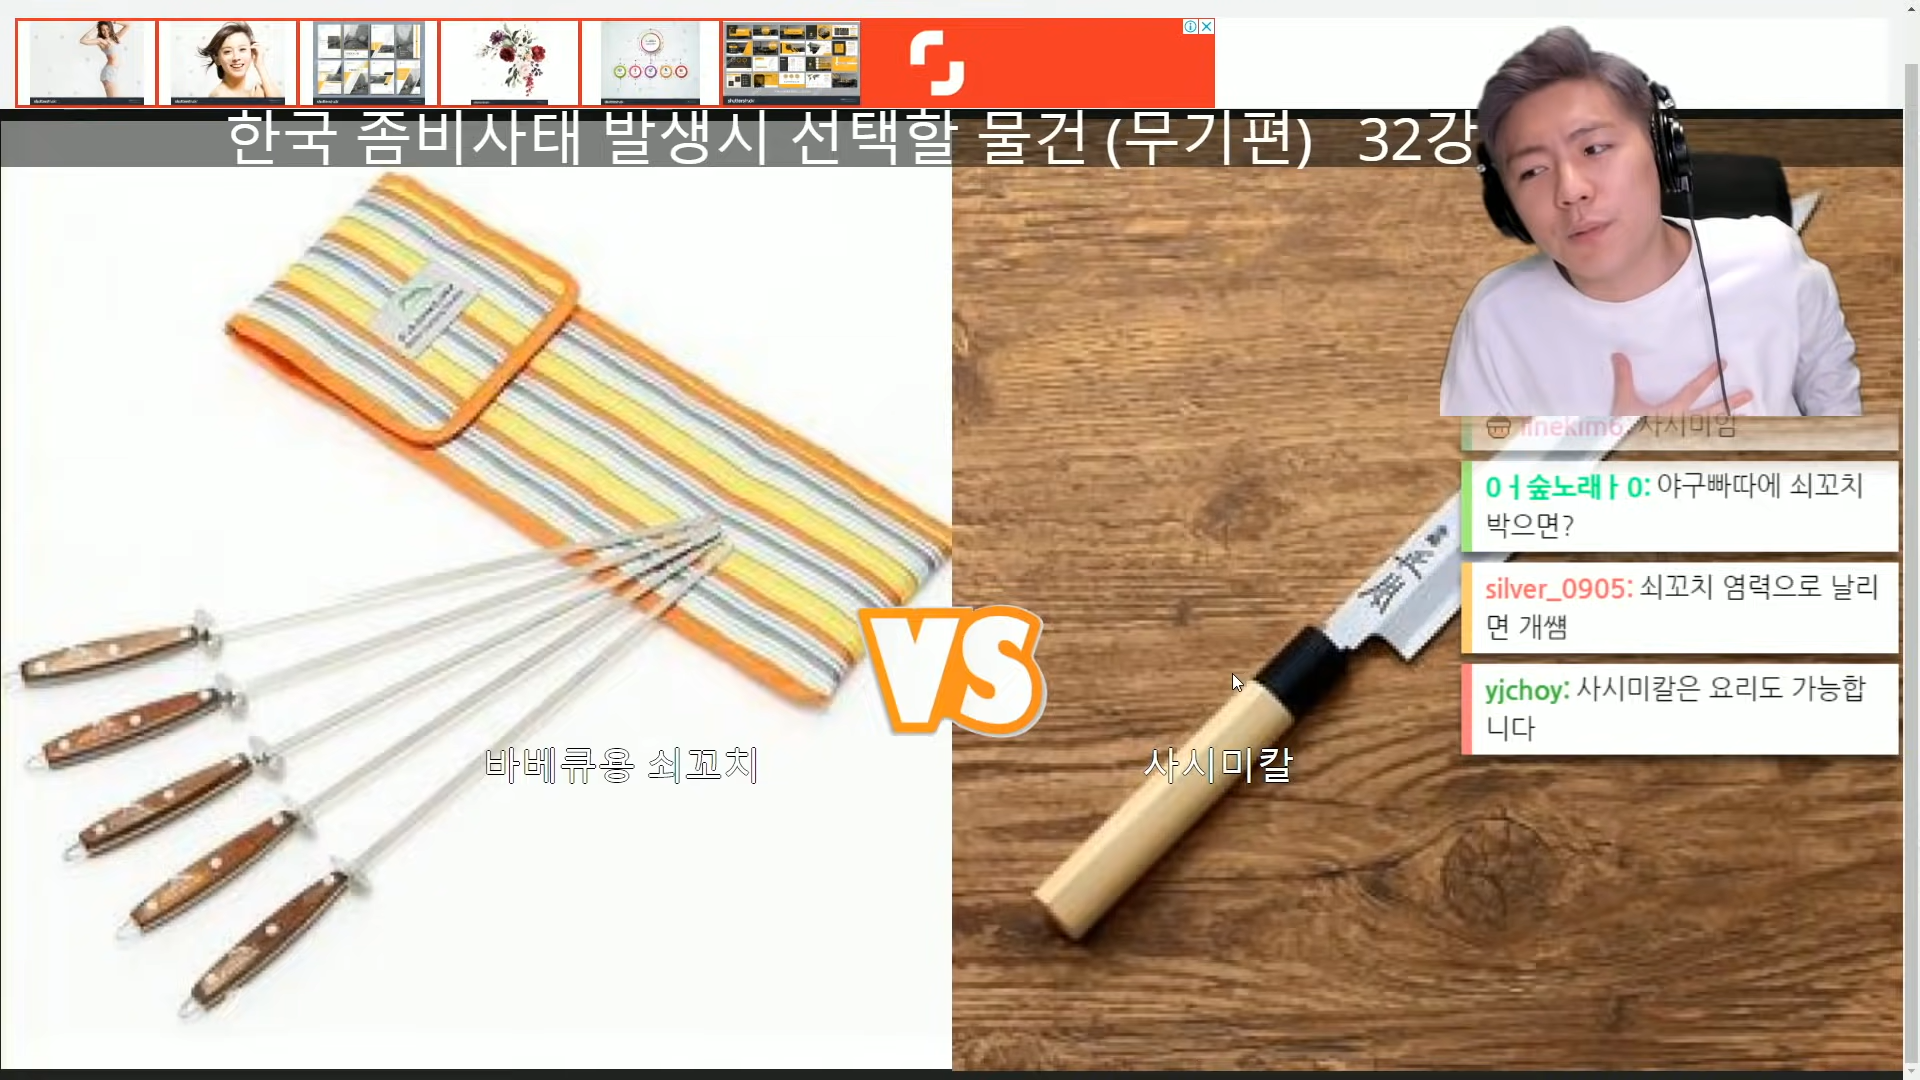 한국 좀비사태 발생시 선택할 물건 (무기편) 32강
VS
바베큐용 쇠꼬치
사시미칼
linekim6: 사시미임
0ㅓ숲노래ㅏ0: 야구빠따에 쇠꼬치
박으면?
silver_0905: 쇠꼬치 염력으로 날리
면 개쌤
yjchoy: 사시미칼은 요리도 가능합
니다